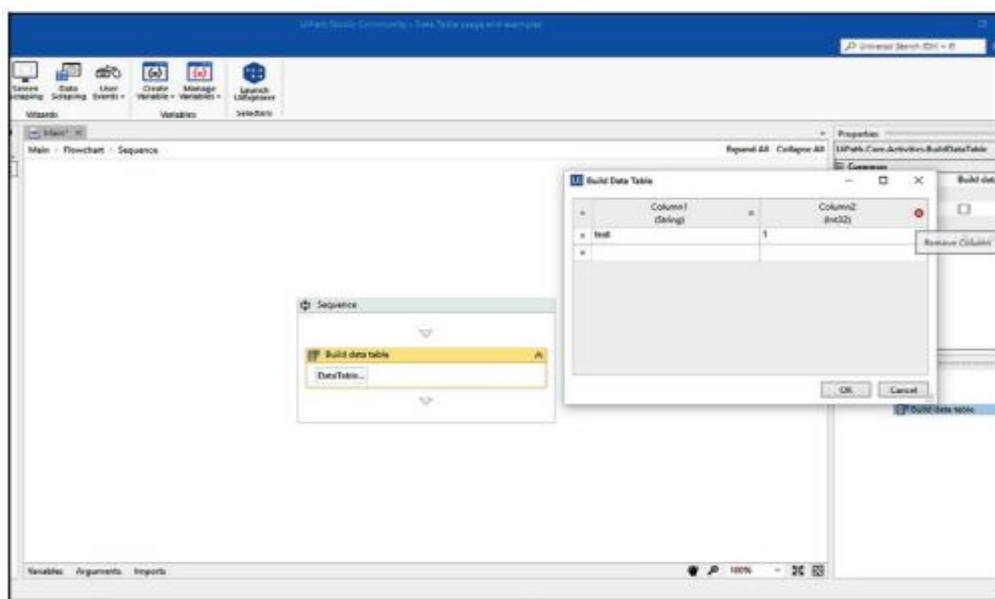 UiPath Studio Community - Data Table usage and examples
Universal Search (Ctrl + F)
Screen Scraping
Data Scraping
User Events
Create Variable
Manage Variables
Launch UiExplorer
Wizards
Variables
Selectors
Main* X
Main Flowchart Sequence
Expand All Collapse All
Properties
UiPath.Core.Activities.BuildDataTable
Common
Build dat
Build Data Table
Column1 (String)
Column2 (Int32)
test 1
Remove Column
OK Cancel
Sequence
Build data table
DataTable...
Build data table
Variables Arguments Imports
100%